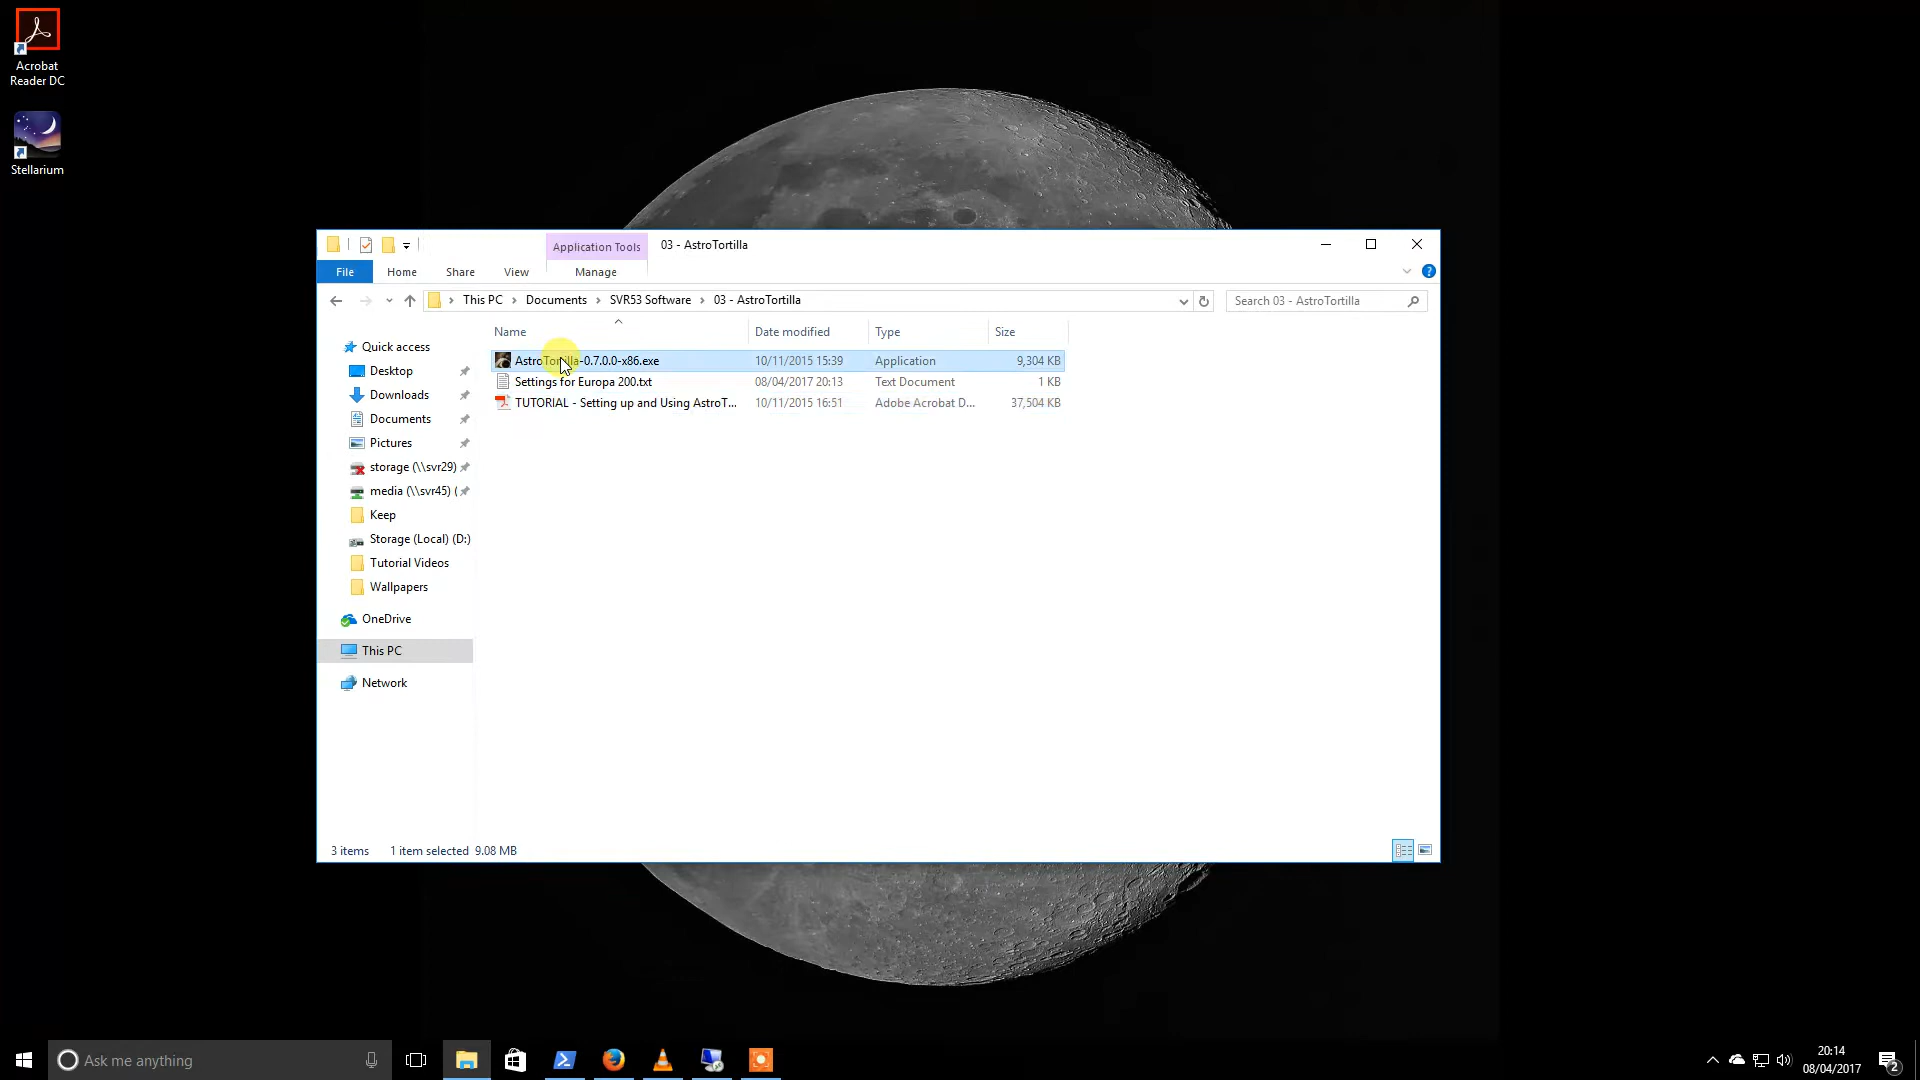 Acrobat
Reader DC
Stellarium
Application Tools
03 - AstroTortilla
File
Home
Share
View
Manage
This PC
Documents
SVR53 Software
03 - AstroTortilla
Search 03 - AstroTortilla
Name
Date modified
Type
Size
AstroTortilla-0.7.0.0-x86.exe
10/11/2015 15:39
Application
9,304 KB
Settings for Europa 200.txt
08/04/2017 20:13
Text Document
1 KB
TUTORIAL - Setting up and Using AstroT...
10/11/2015 16:51
Adobe Acrobat D...
37,504 KB
Quick access
Desktop
Downloads
Documents
Pictures
storage (\\svr29)
media (\\svr45) (
Keep
Storage (Local) (D:)
Tutorial Videos
Wallpapers
OneDrive
This PC
Network
3 items
1 item selected 9.08 MB
Ask me anything
20:14
08/04/2017
2